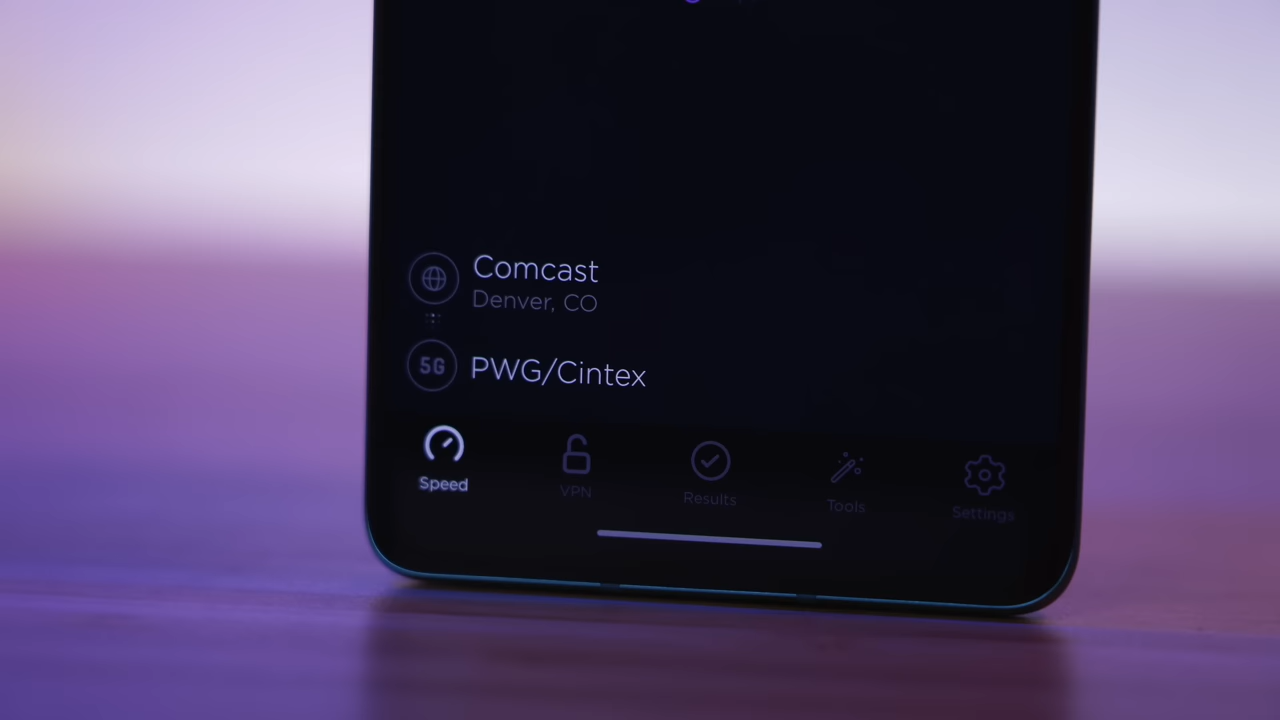 Comcast
Denver, CO
5G
PWG/Cintex
Speed
VPN
Results
Tools
Settings